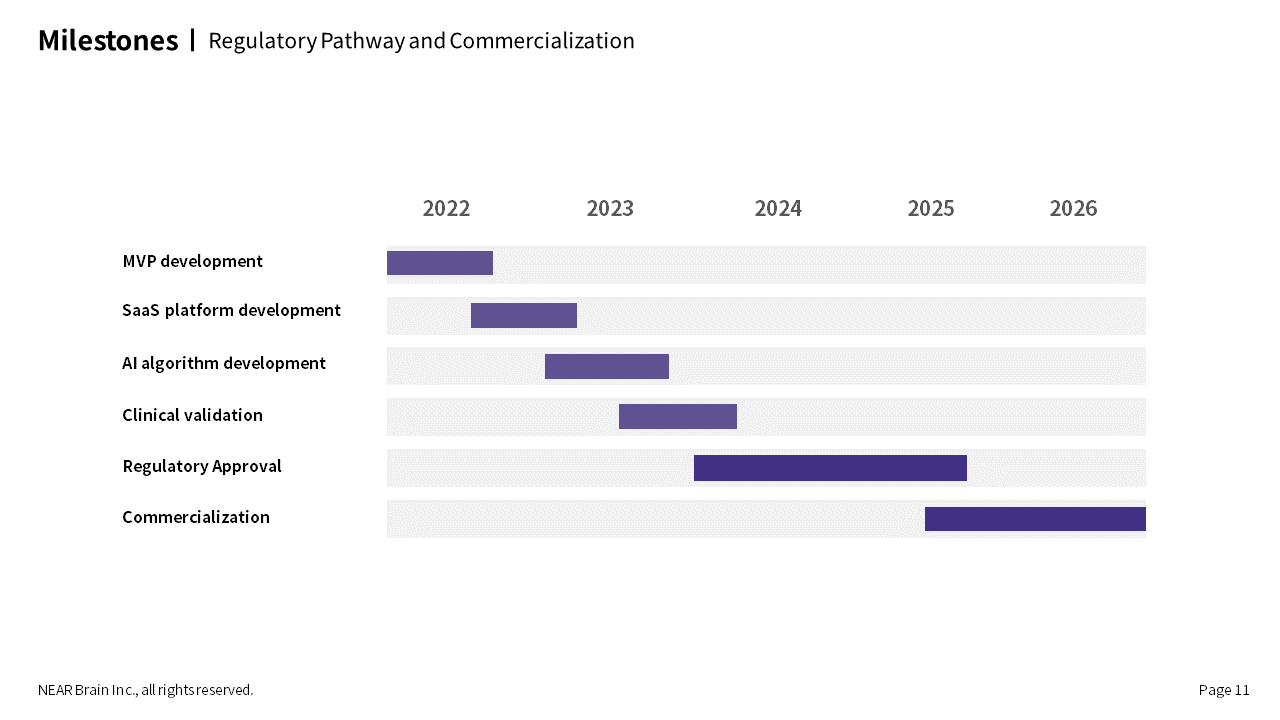 Milestones | Regulatory Pathway and Commercialization
2022 2023 2024 2025 2026
MVP development
SaaS platform development
AI algorithm development
Clinical validation
Regulatory Approval
Commercialization
NEAR Brain Inc., all rights reserved.
Page 11